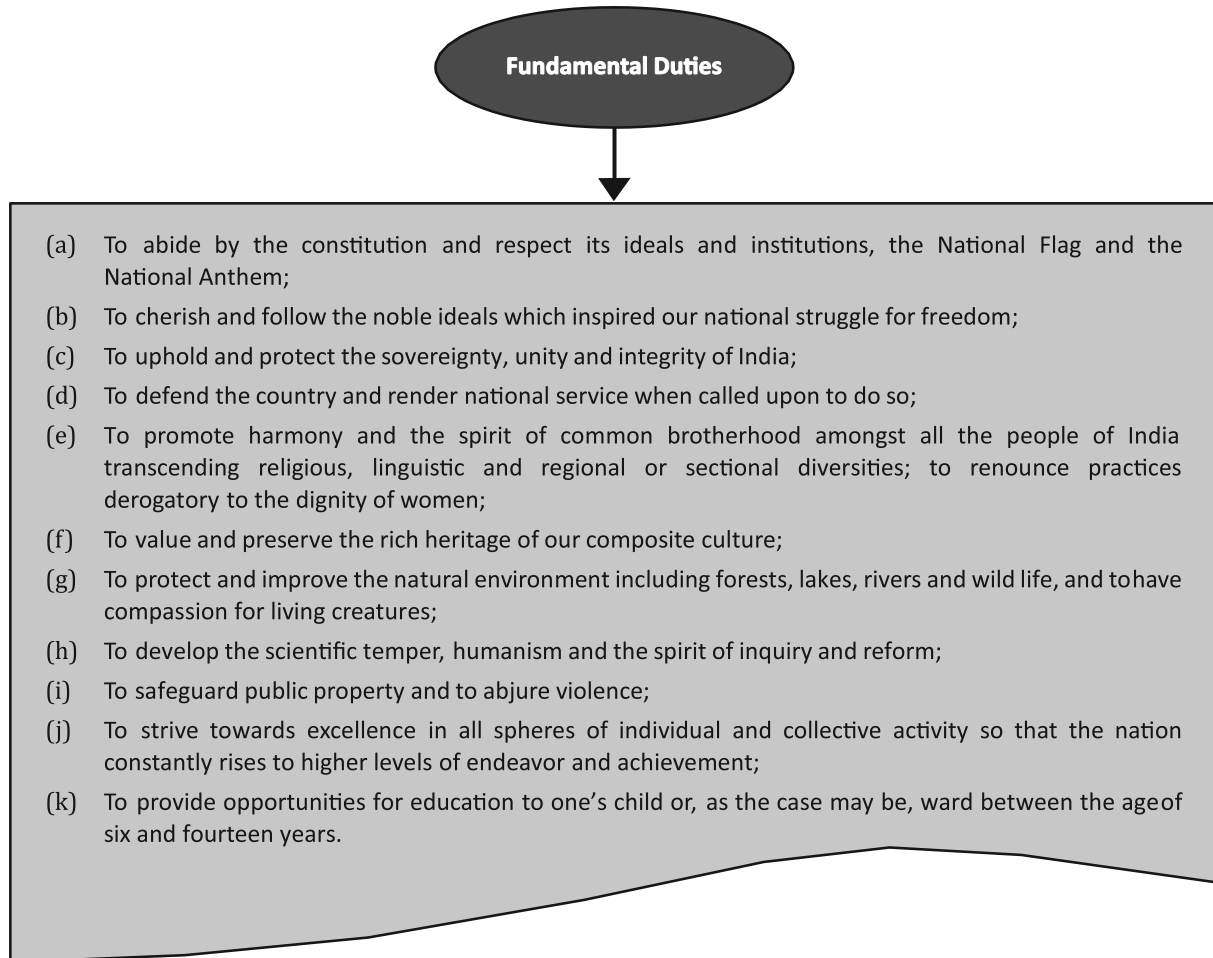 Fundamental Duties
(a) To abide by the constitution and respect its ideals and institutions, the National Flag and the
National Anthem;
(b) To cherish and follow the noble ideals which inspired our national struggle for freedom;
(c) To uphold and protect the sovereignty, unity and integrity of India;
(d) To defend the country and render national service when called upon to do so;
(e) To promote harmony and the spirit of common brotherhood amongst all the people of India
transcending religious, linguistic and regional or sectional diversities; to renounce practices
derogatory to the dignity of women;
(f) To value and preserve the rich heritage of our composite culture;
(g) To protect and improve the natural environment including forests, lakes, rivers and wild life, and tohave
compassion for living creatures;
(h) To develop the scientific temper, humanism and the spirit of inquiry and reform;
(i) To safeguard public property and to abjure violence;
(j) To strive towards excellence in all spheres of individual and collective activity so that the nation
constantly rises to higher levels of endeavor and achievement;
(k) To provide opportunities for education to one’s child or, as the case may be, ward between the ageof
six and fourteen years.